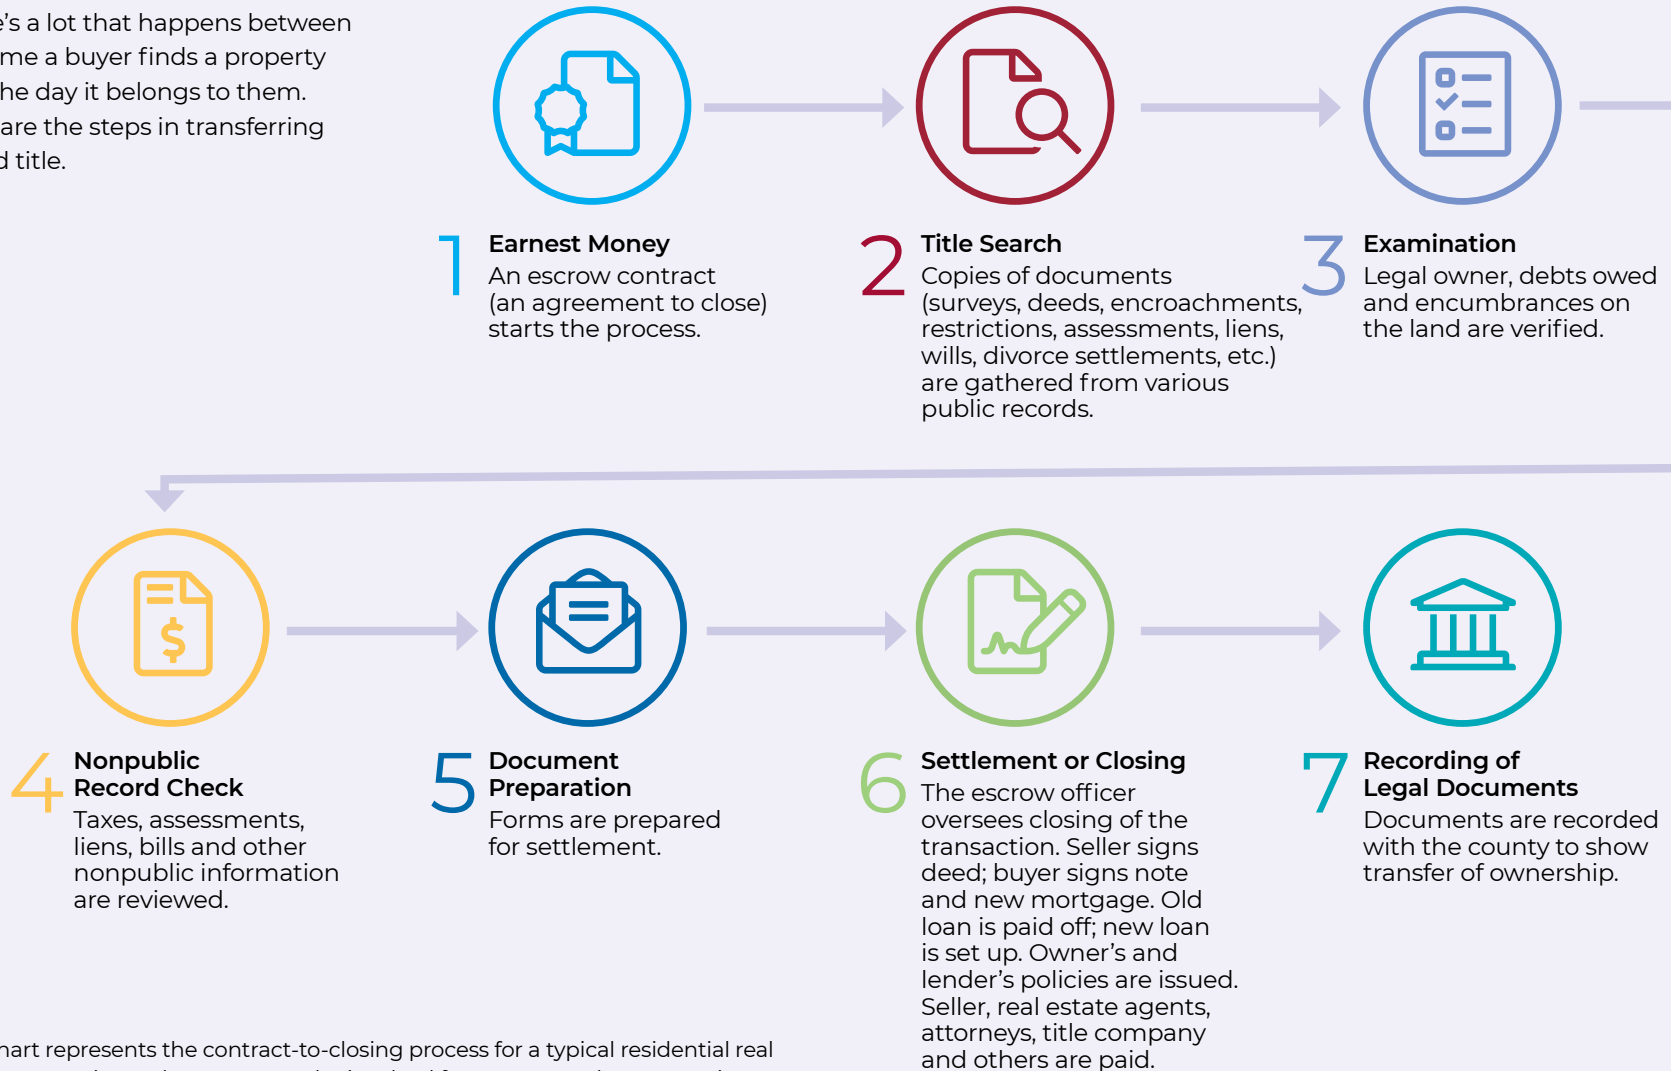 a lot that happens between
a buyer finds a property
the day it belongs to them.
are the steps in transferring
title.
1 Earnest Money
An escrow contract
(an agreement to close)
starts the process.
2 Title Search
Copies of documents
(surveys, deeds, encroachments,
restrictions, assessments, liens,
wills, divorce settlements, etc.)
are gathered from various
public records.
3 Examination
Legal owner, debts owed
and encumbrances on
the land are verified.
4 Nonpublic
Record Check
Taxes, assessments,
liens, bills and other
nonpublic information
are reviewed.
5 Document
Preparation
Forms are prepared
for settlement.
6 Settlement or Closing
The escrow officer
oversees closing of the
transaction. Seller signs
deed; buyer signs note
and new mortgage. Old
loan is paid off; new loan
is set up. Owner’s and
lender’s policies are issued.
Seller, real estate agents,
attorneys, title company
and others are paid.
7 Recording of
Legal Documents
Documents are recorded
with the county to show
transfer of ownership.
represents the contract-to-closing process for a typical residential real